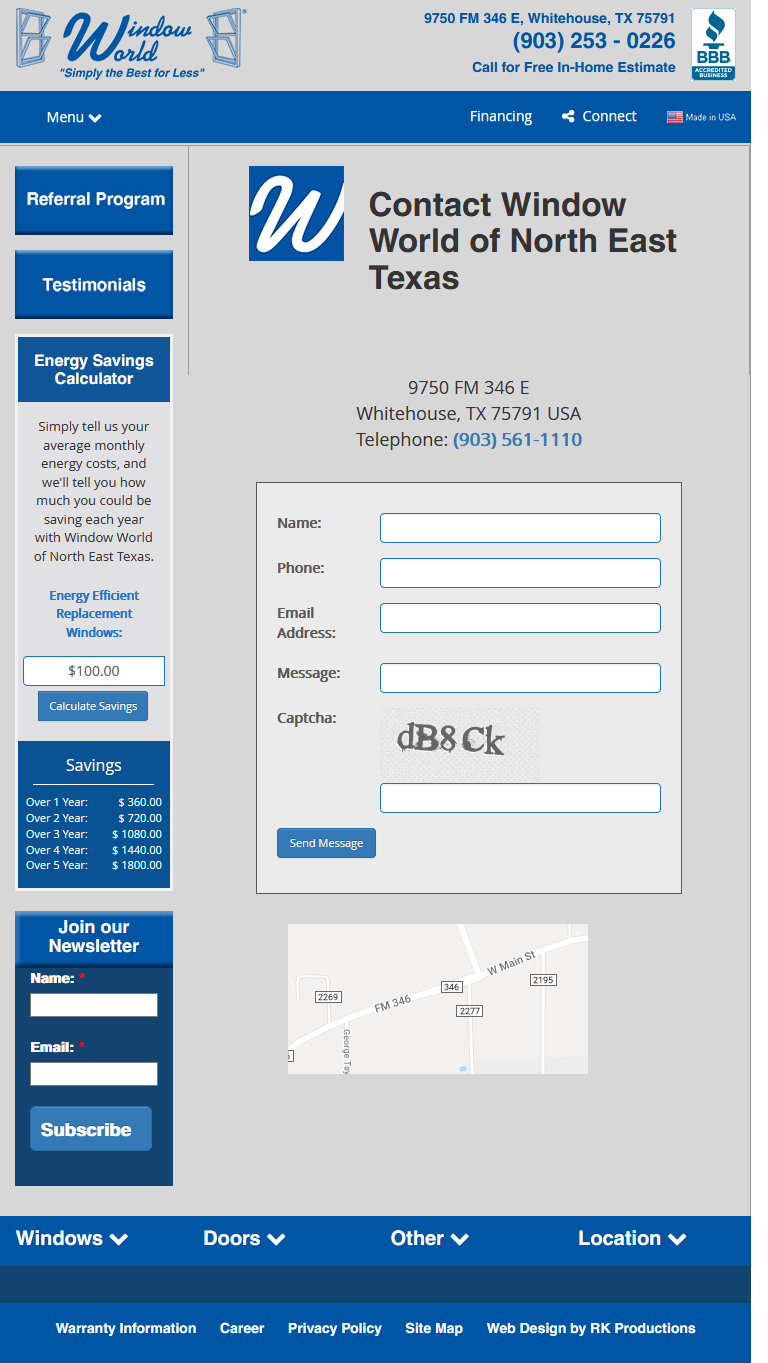 Window
World®
"Simply the Best for Less"
9750 FM 346 E, Whitehouse, TX 75791
(903) 253 - 0226
Call for Free In-Home Estimate
BBB
ACCREDITED
BUSINESS
Menu
Financing
Connect
Made in USA
Referral Program
Testimonials
Energy Savings
Calculator
Simply tell us your
average monthly
energy costs, and
we'll tell you how
much you could be
saving each year
with Window World
of North East Texas.
Energy Efficient
Replacement
Windows:
$100.00
Calculate Savings
Savings
Over 1 Year: $ 360.00
Over 2 Year: $ 720.00
Over 3 Year: $ 1080.00
Over 4 Year: $ 1440.00
Over 5 Year: $ 1800.00
Join our
Newsletter
Name: *
Email: *
Subscribe
W
Contact Window
World of North East
Texas
9750 FM 346 E
Whitehouse, TX 75791 USA
Telephone: (903) 561-1110
Name:
Phone:
Email
Address:
Message:
Captcha:
dB8Ck
Send Message
W Main St
2195
346
2269
FM 346
2277
George Tay
Windows
Doors
Other
Location
Warranty Information
Career
Privacy Policy
Site Map
Web Design by RK Productions